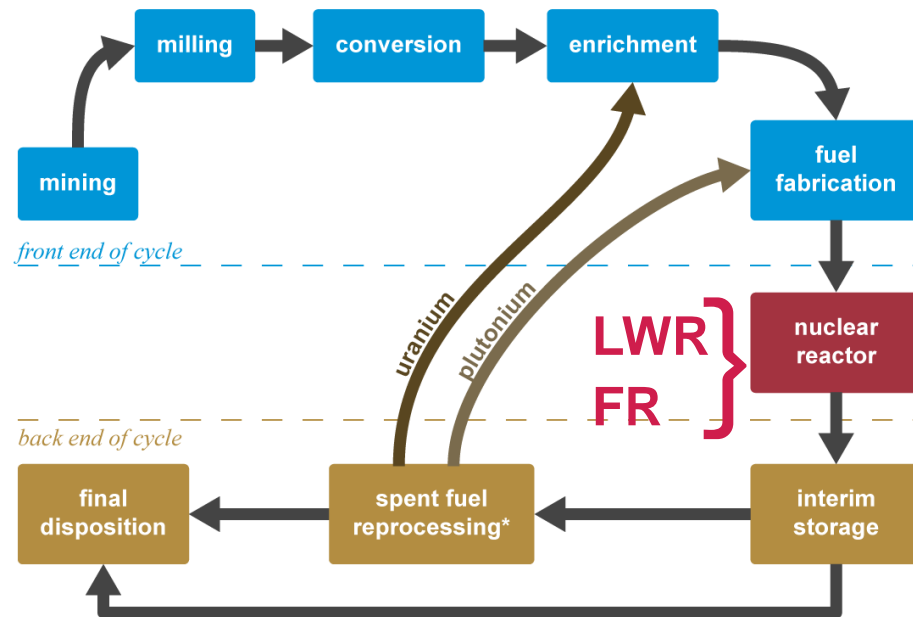 milling
conversion
enrichment
mining
fuel
fabrication
front end of cycle
uranium
plutonium
LWR
FR
}
nuclear
reactor
back end of cycle
final
disposition
spent fuel
reprocessing*
interim
storage